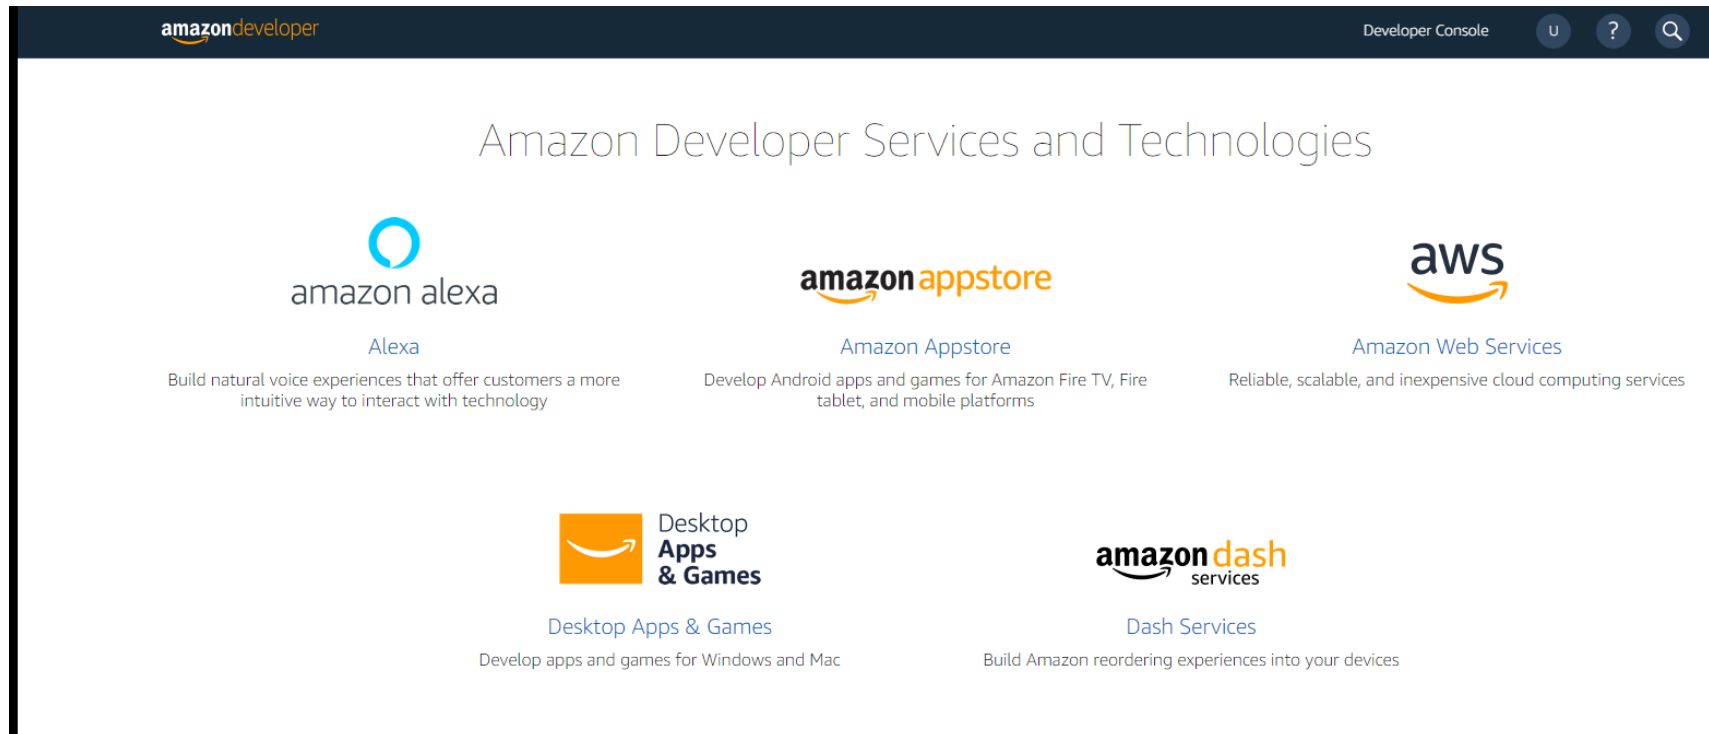 amazondeveloper
Developer Console
U
?
Amazon Developer Services and Technologies
amazon alexa
Alexa
Build natural voice experiences that offer customers a more
intuitive way to interact with technology
amazon appstore
Amazon Appstore
Develop Android apps and games for Amazon Fire TV, Fire
tablet, and mobile platforms
aws
Amazon Web Services
Reliable, scalable, and inexpensive cloud computing services
Desktop
Apps
& Games
Desktop Apps & Games
Develop apps and games for Windows and Mac
amazon dash
services
Dash Services
Build Amazon reordering experiences into your devices